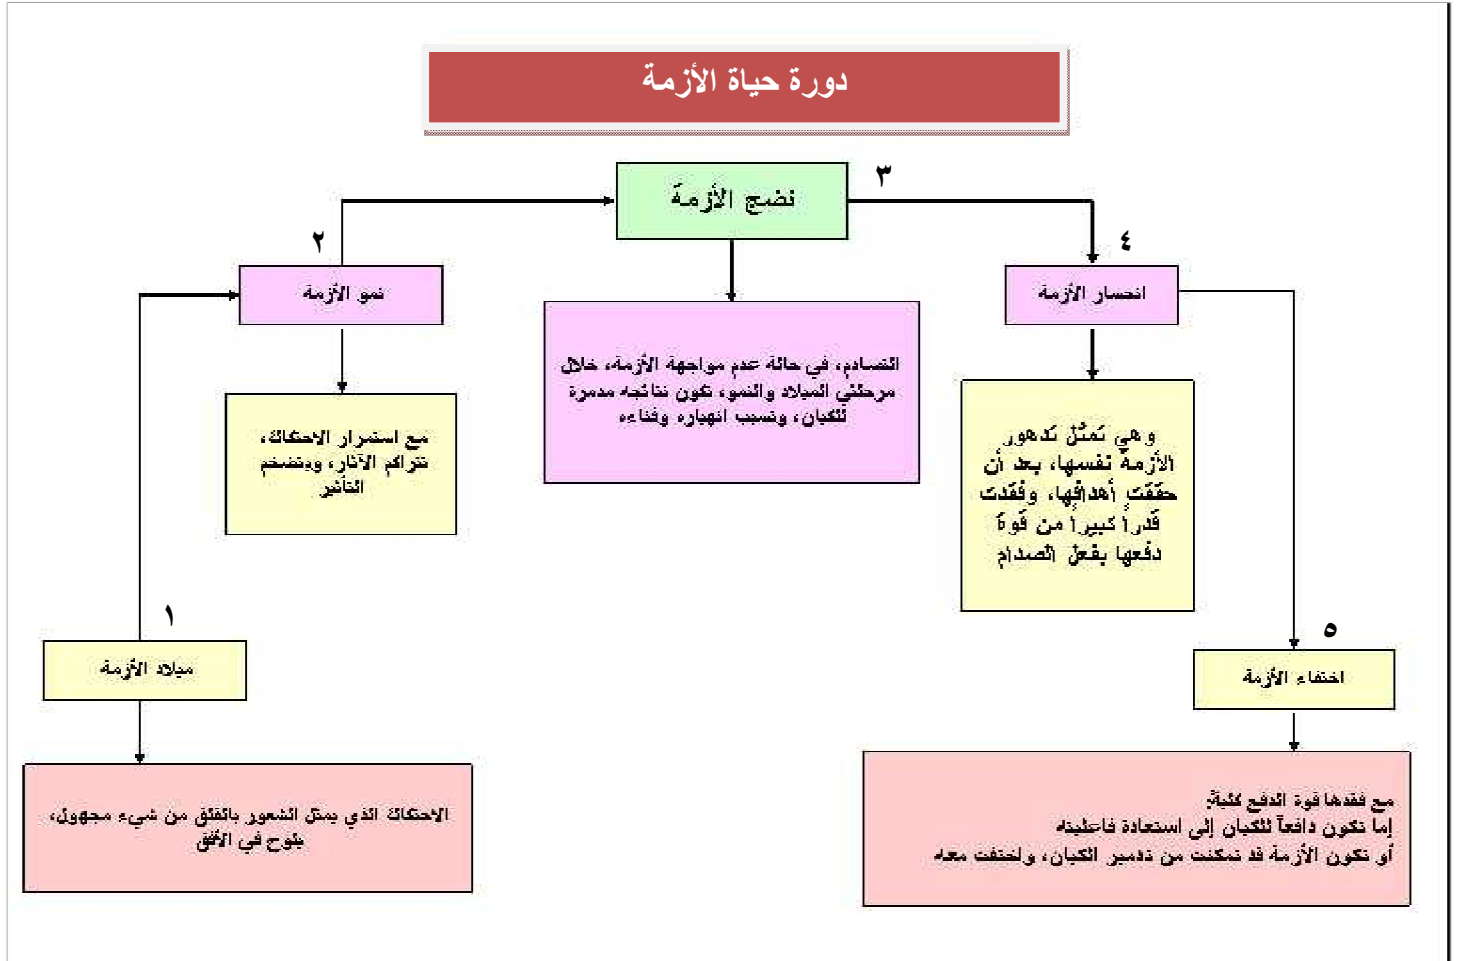 دورة حياة الأزمة
٣
نضج الأزمة
٢
نمو الأزمة
٤
انحسار الأزمة
التصادم، في حالة عدم مواجهة الأزمة، خلال
مرحلتي الميلاد والنمو، تكون نتائجه مدمرة
للكيان، وتسبب انهياره وفناءه
مع استمرار الاحتكاك،
تتراكم الآثار، ويتضخم
التأثير
وهي تمثل تدهور
الأزمة نفسها، بعد أن
حققت أهدافها، وفقدت
قدراً كبيراً من قوة
دفعها بفعل الصدام
١
ميلاد الأزمة
الاحتكاك الذي يمثل الشعور بالقلق من شيء مجهول،
يلوح في الأفق
٥
اختفاء الأزمة
مع فقدها قوة الدفع كلية:
إما تكون دافعاً للكيان إلى استعادة فاعليته
أو تكون الأزمة قد تمكنت من تدمير الكيان، واختفت معه